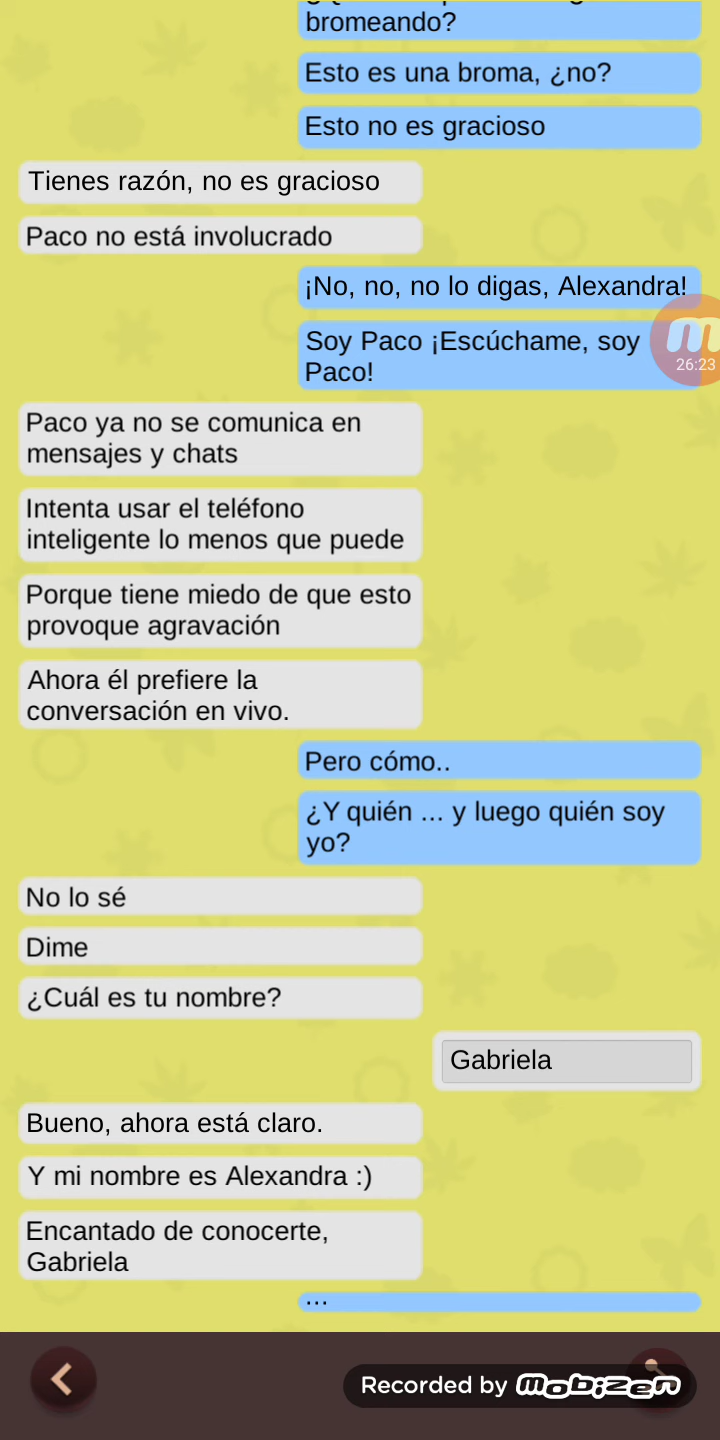 bromeando?
Esto es una broma, ¿no?
Esto no es gracioso
Tienes razón, no es gracioso
Paco no está involucrado
¡No, no, no lo digas, Alexandra!
Soy Paco ¡Escúchame, soy
Paco!
26:23
Paco ya no se comunica en
mensajes y chats
Intenta usar el teléfono
inteligente lo menos que puede
Porque tiene miedo de que esto
provoque agravación
Ahora él prefiere la
conversación en vivo.
Pero cómo..
¿Y quién ... y luego quién soy
yo?
No lo sé
Dime
¿Cuál es tu nombre?
Gabriela
Bueno, ahora está claro.
Y mi nombre es Alexandra :)
Encantado de conocerte,
Gabriela
...
Recorded by mobizen